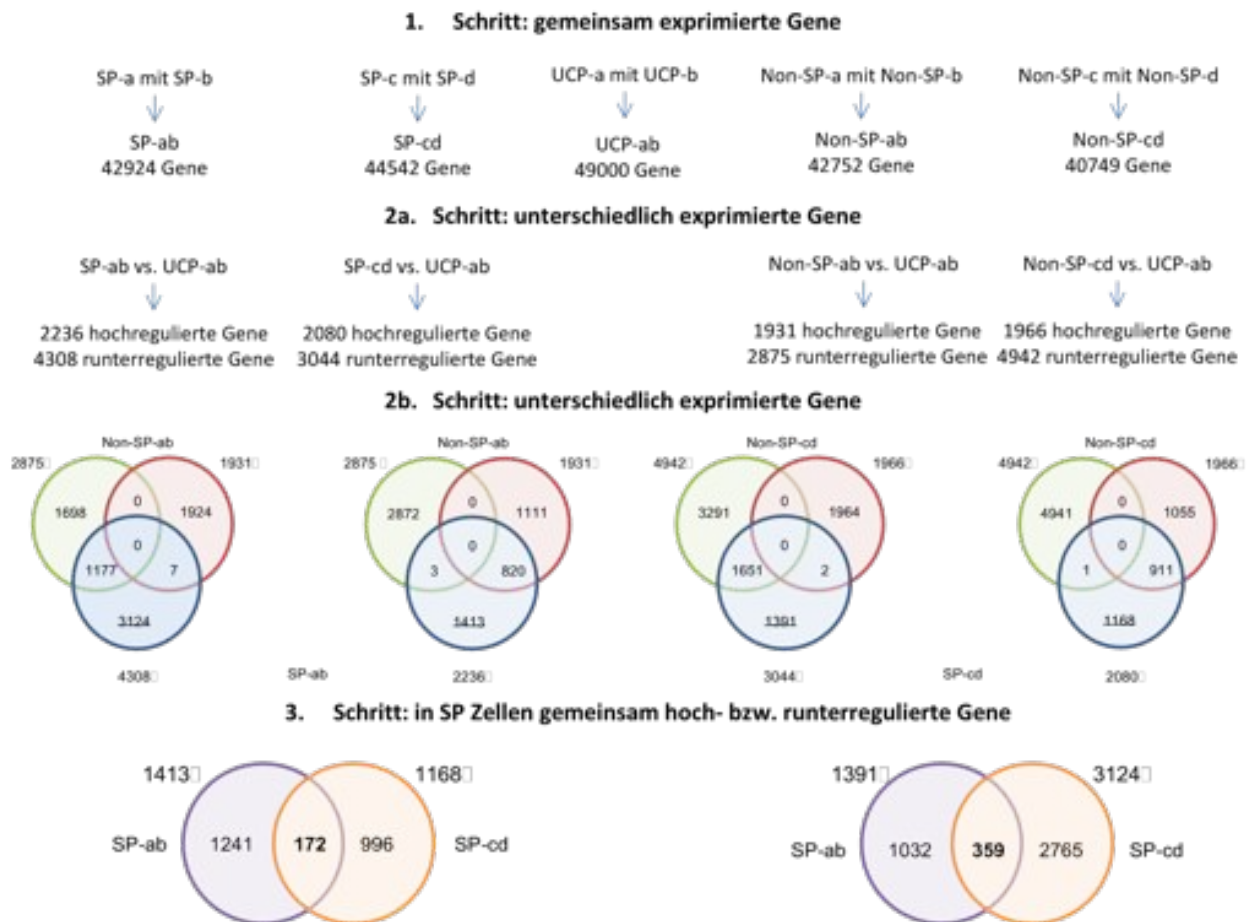 1. Schritt: gemeinsam exprimierte Gene
SP-a mit SP-b
SP-ab
42924 Gene
SP-c mit SP-d
SP-cd
44542 Gene
UCP-a mit UCP-b
UCP-ab
49000 Gene
Non-SP-a mit Non-SP-b
Non-SP-ab
42752 Gene
Non-SP-c mit Non-SP-d
Non-SP-cd
40749 Gene
2a. Schritt: unterschiedlich exprimierte Gene
SP-ab vs. UCP-ab
2236 hochregulierte Gene
4308 runterregulierte Gene
SP-cd vs. UCP-ab
2080 hochregulierte Gene
3044 runterregulierte Gene
Non-SP-ab vs. UCP-ab
1931 hochregulierte Gene
2875 runterregulierte Gene
Non-SP-cd vs. UCP-ab
1966 hochregulierte Gene
4942 runterregulierte Gene
2b. Schritt: unterschiedlich exprimierte Gene
Non-SP-ab
2875 1931
0
1698 1924
0
1177 7
3124
4308
Non-SP-ab
2875 1931
0
2872 1111
0
3 820
1413
2236
SP-ab
Non-SP-cd
4942 1966
0
3291 1964
0
1651 2
1391
3044
Non-SP-cd
4942 1966
0
4941 1055
0
1 911
1168
2080
SP-cd
3. Schritt: in SP Zellen gemeinsam hoch- bzw. runterregulierte Gene
1413 1168
SP-ab 1241 172 996 SP-cd
1391 3124
SP-ab 1032 359 2765 SP-cd